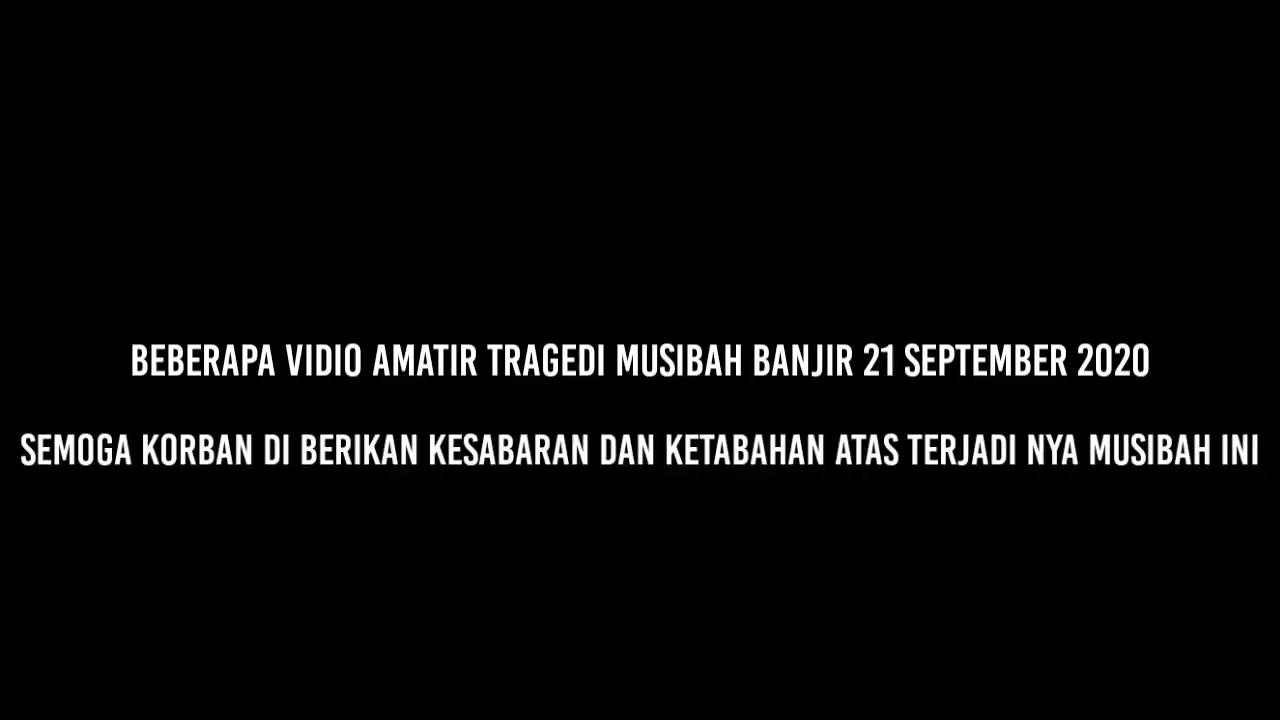 BEBERAPA VIDIO AMATIR TRAGEDI MUSIBAH BANJIR 21 SEPTEMBER 2020
SEMOGA KORBAN DI BERIKAN KESABARAN DAN KETABAHAN ATAS TERJADI NYA MUSIBAH INI